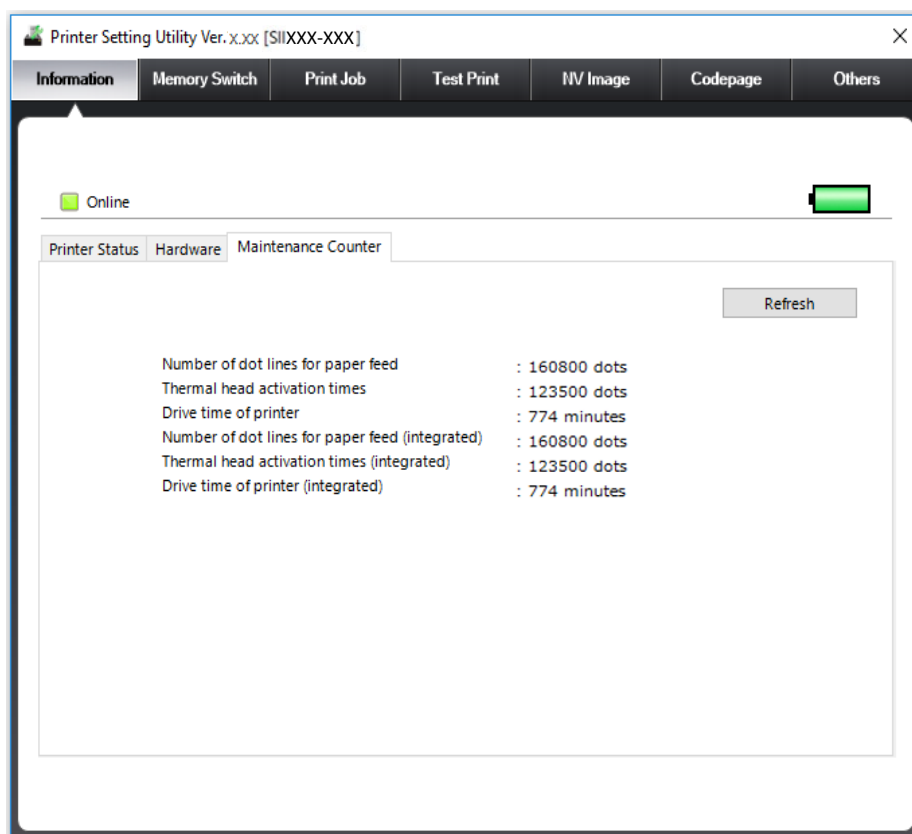 Printer Setting Utility Ver. x.xx [SIIXXX-XXX]
Information Memory Switch Print Job Test Print NV Image Codepage Others
Online
Printer Status Hardware Maintenance Counter
Refresh
Number of dot lines for paper feed : 160800 dots
Thermal head activation times : 123500 dots
Drive time of printer : 774 minutes
Number of dot lines for paper feed (integrated) : 160800 dots
Thermal head activation times (integrated) : 123500 dots
Drive time of printer (integrated) : 774 minutes